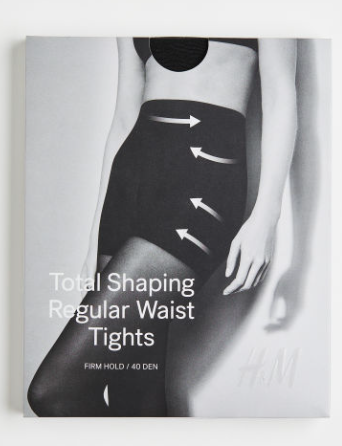 Total Shaping
Regular Waist
Tights
FIRM HOLD / 40 DEN
H&M